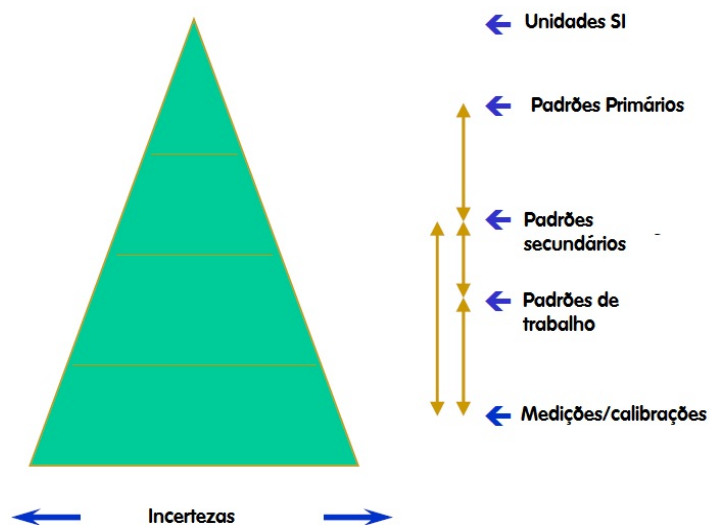 Unidades SI
Padrões Primários
Padrões
secundários
Padrões de
trabalho
Medições/calibrações
Incertezas